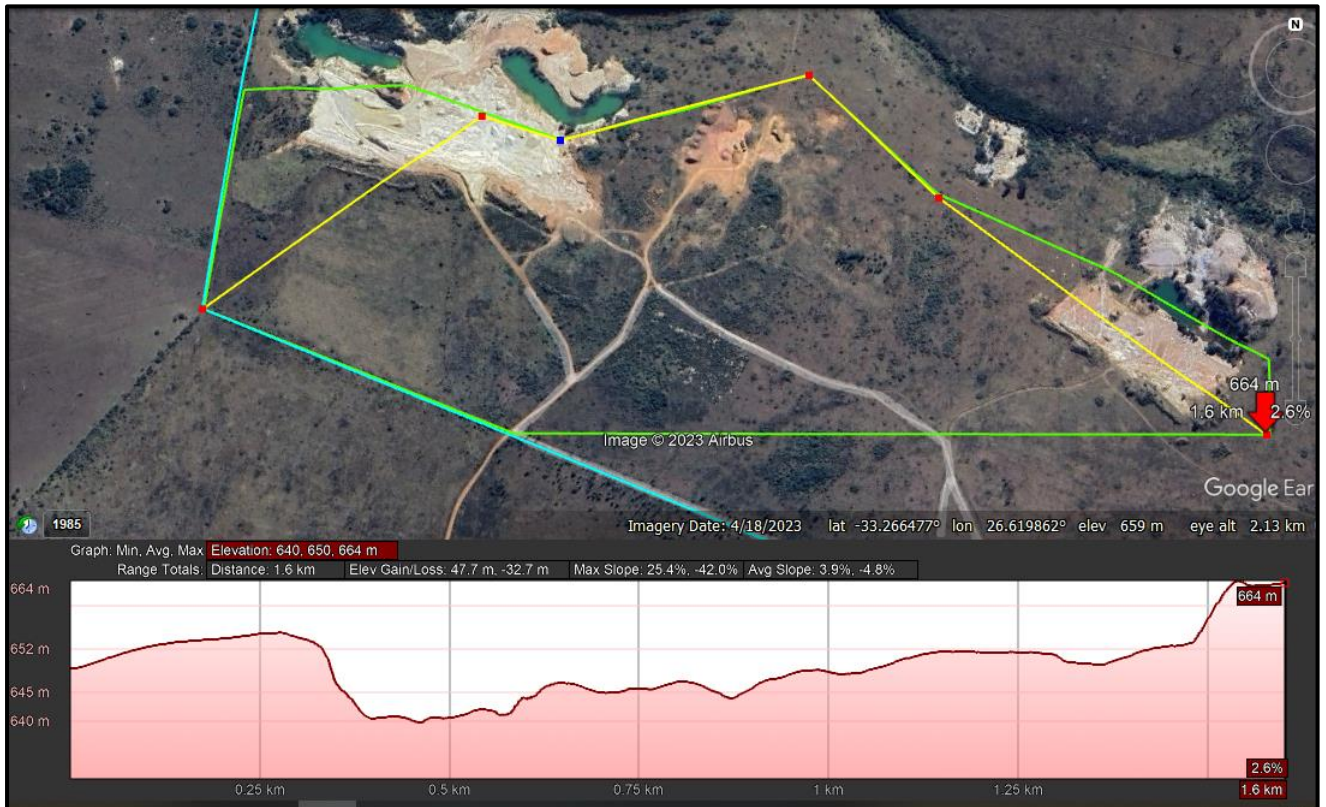 N
664 m
1.6 km 2.6%
Image © 2023 Airbus
Google Ear
1985
Imagery Date: 4/18/2023 lat -33.266477° lon 26.619862° elev 659 m eye alt 2.13 km
Graph: Min, Avg, Max Elevation: 640, 650, 664 m
Range Totals: Distance: 1.6 km Elev Gain/Loss: 47.7 m, -32.7 m Max Slope: 25.4%, -42.0% Avg Slope: 3.9%, -4.8%
664 m
664 m
652 m
645 m
640 m
2.6%
0.25 km 0.5 km 0.75 km 1 km 1.25 km 1.6 km